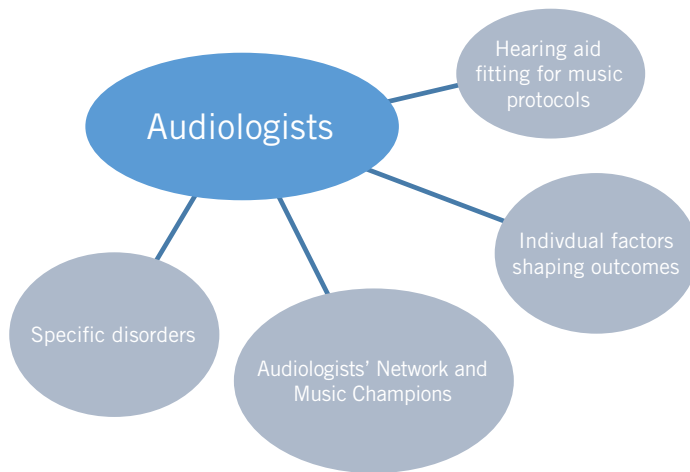 Audiologists
Hearing aid
fitting for music
protocols
Indivdual factors
shaping outcomes
Specific disorders
Audiologists’ Network and
Music Champions